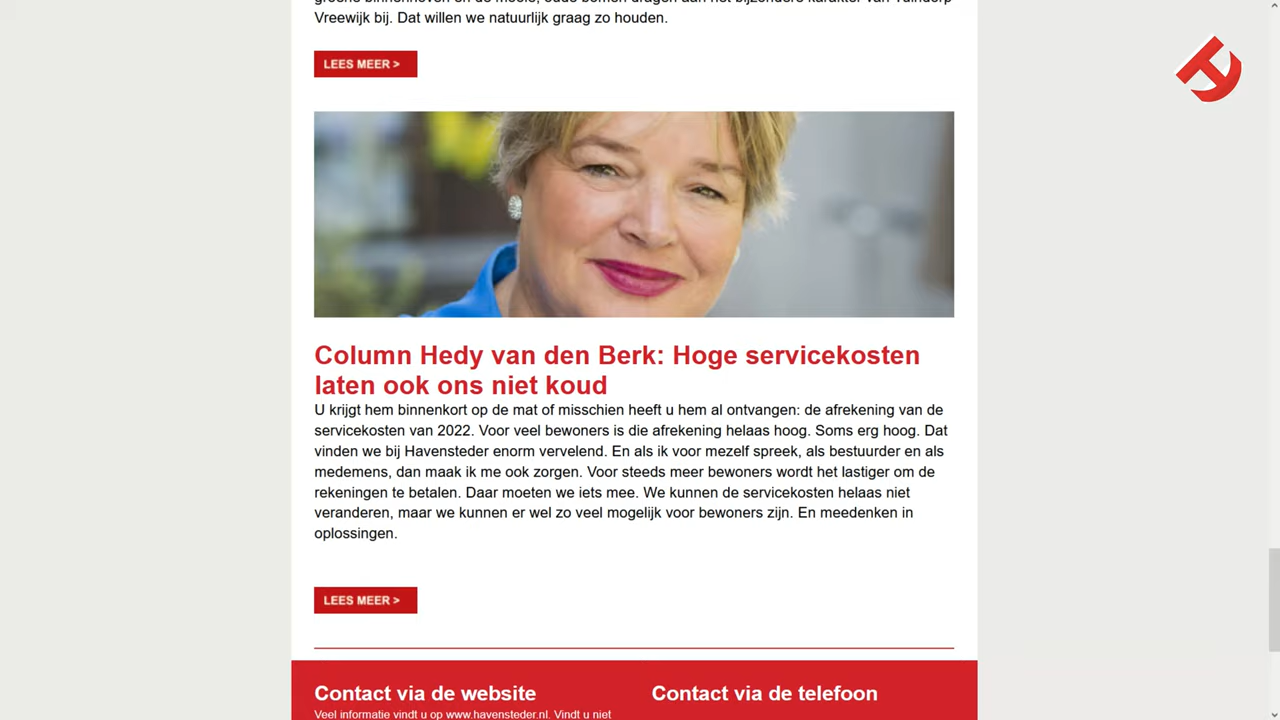 Vreewijk bij. Dat willen we natuurlijk graag zo houden.
LEES MEER >
Column Hedy van den Berk: Hoge servicekosten
laten ook ons niet koud
U krijgt hem binnenkort op de mat of misschien heeft u hem al ontvangen: de afrekening van de
servicekosten van 2022. Voor veel bewoners is die afrekening helaas hoog. Soms erg hoog. Dat
vinden we bij Havensteder enorm vervelend. En als ik voor mezelf spreek, als bestuurder en als
medemens, dan maak ik me ook zorgen. Voor steeds meer bewoners wordt het lastiger om de
rekeningen te betalen. Daar moeten we iets mee. We kunnen de servicekosten helaas niet
veranderen, maar we kunnen er wel zo veel mogelijk voor bewoners zijn. En meedenken in
oplossingen.
LEES MEER >
Contact via de website
Veel informatie vindt u op www.havensteder.nl. Vindt u niet
Contact via de telefoon